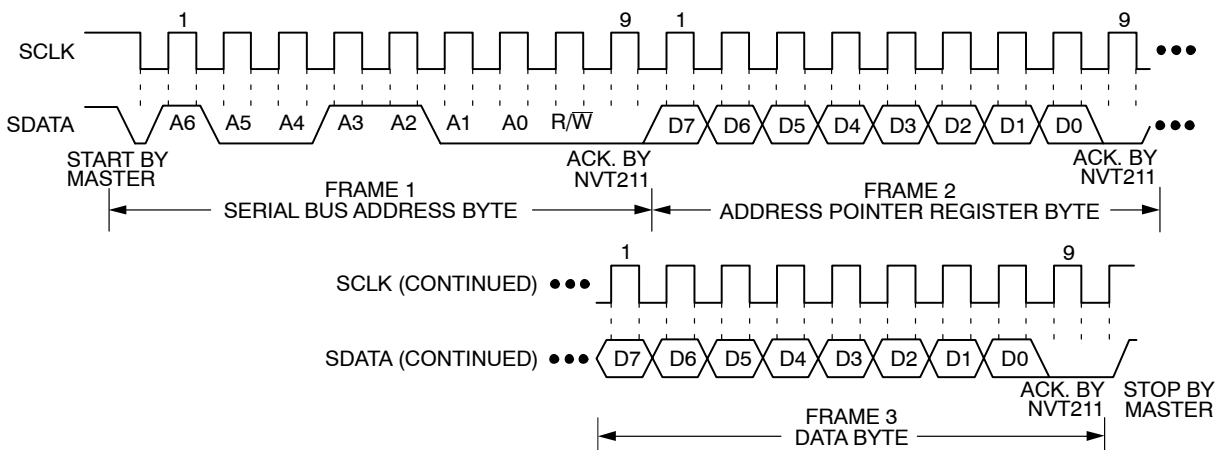 1 9 1 9
SCLK
SDATA A6 A5 A4 A3 A2 A1 A0 R/W̅ D7 D6 D5 D4 D3 D2 D1 D0
START BY
MASTER
ACK. BY
NVT211
ACK. BY
NVT211
FRAME 1
SERIAL BUS ADDRESS BYTE
FRAME 2
ADDRESS POINTER REGISTER BYTE
1 9
SCLK (CONTINUED)
SDATA (CONTINUED) D7 D6 D5 D4 D3 D2 D1 D0
ACK. BY
NVT211
STOP BY
MASTER
FRAME 3
DATA BYTE